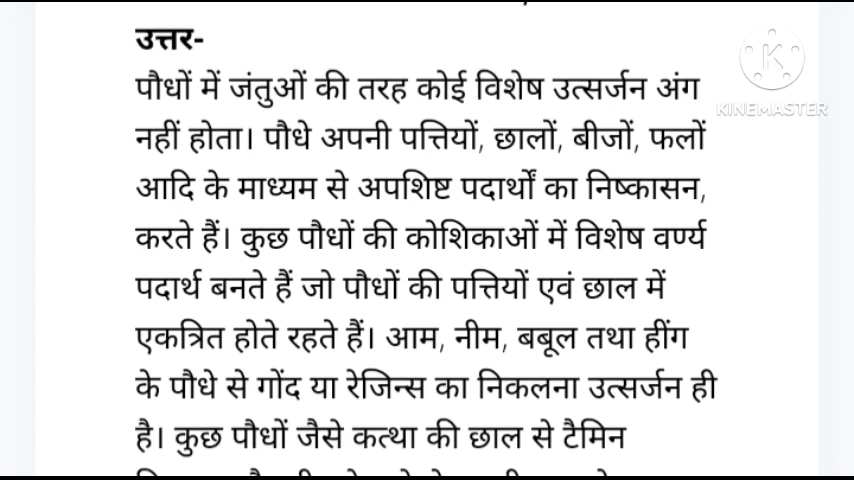 उत्तर-
पौधों में जंतुओं की तरह कोई विशेष उत्सर्जन अंग
नहीं होता। पौधे अपनी पत्तियों, छालों, बीजों, फलों
आदि के माध्यम से अपशिष्ट पदार्थों का निष्कासन,
करते हैं। कुछ पौधों की कोशिकाओं में विशेष वर्ण्य
पदार्थ बनते हैं जो पौधों की पत्तियों एवं छाल में
एकत्रित होते रहते हैं। आम, नीम, बबूल तथा हींग
के पौधे से गोंद या रेजिन्स का निकलना उत्सर्जन ही
है। कुछ पौधों जैसे कत्था की छाल से टैमिन
K
KINEMASTER